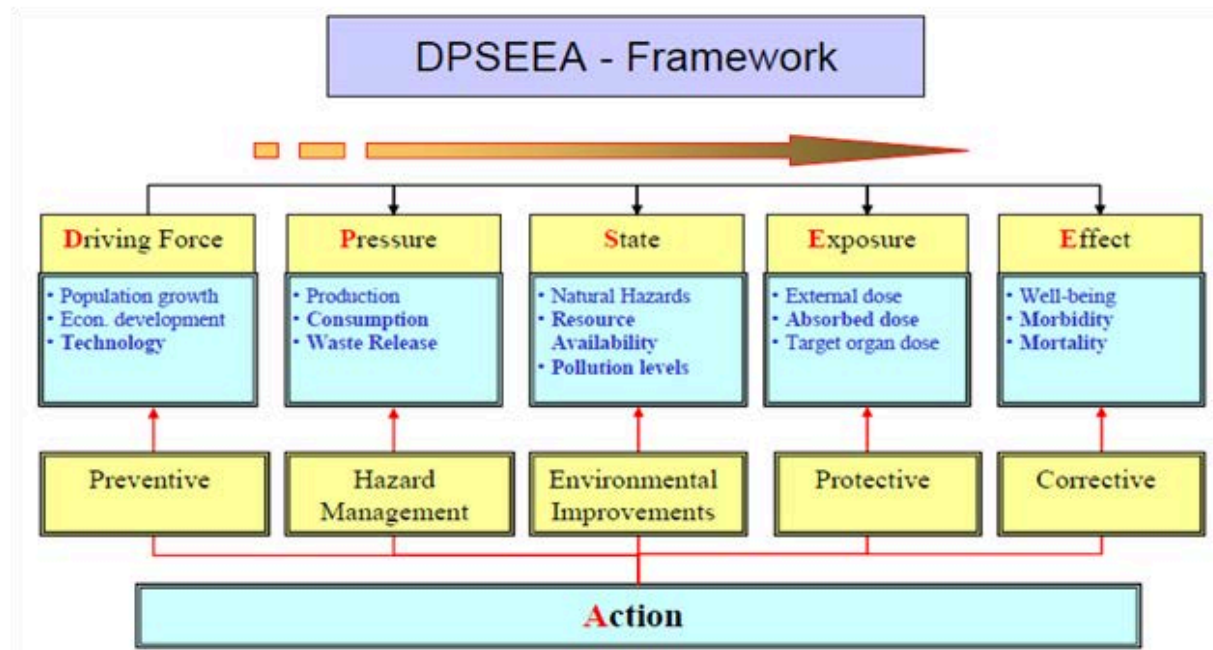 DPSEEA - Framework
Driving Force
• Population growth
• Econ. development
• Technology
Pressure
• Production
• Consumption
• Waste Release
State
• Natural Hazards
• Resource
Availability
• Pollution levels
Exposure
• External dose
• Absorbed dose
• Target organ dose
Effect
• Well-being
• Morbidity
• Mortality
Preventive
Hazard
Management
Environmental
Improvements
Protective
Corrective
Action